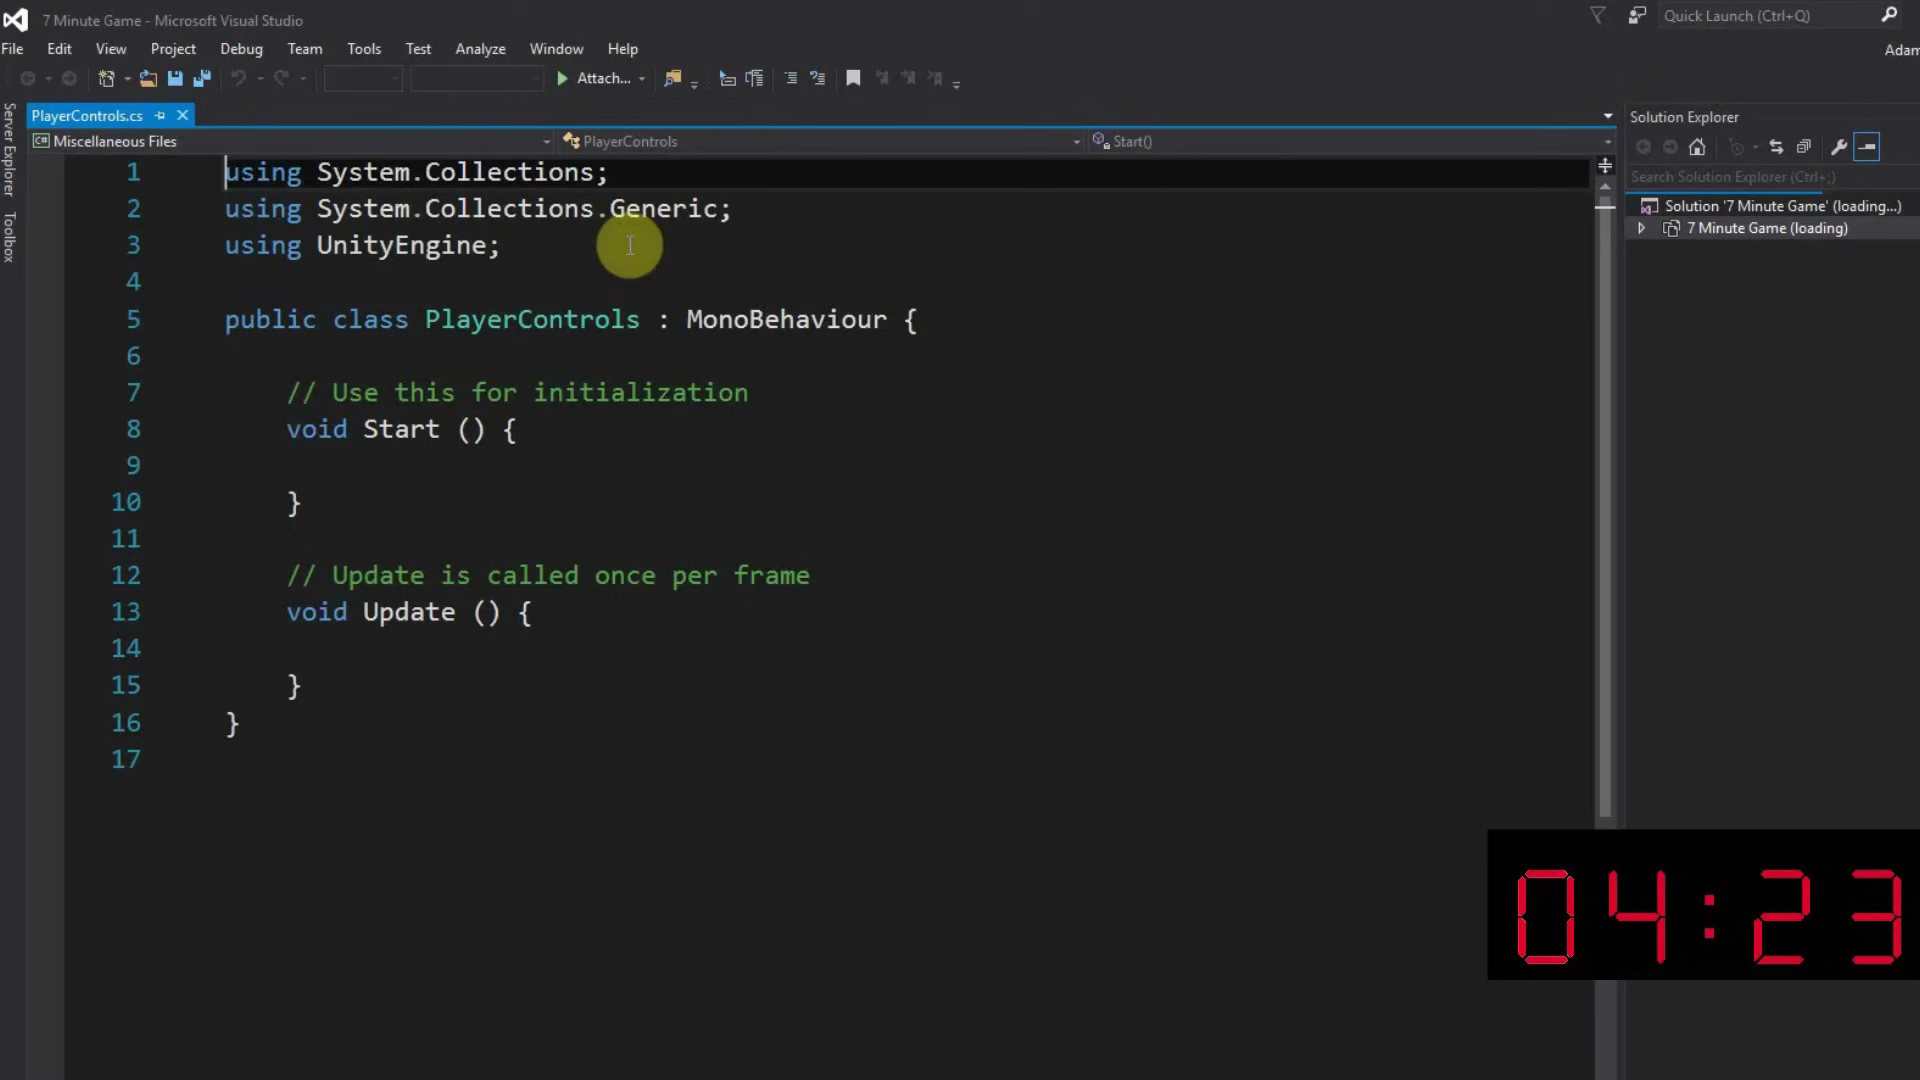 7 Minute Game - Microsoft Visual Studio
Quick Launch (Ctrl+Q)
File Edit View Project Debug Team Tools Test Analyze Window Help
Adam
Attach...
Server Explorer
Toolbox
PlayerControls.cs
Miscellaneous Files
PlayerControls
Start()
1 using System.Collections;
2 using System.Collections.Generic;
3 using UnityEngine;
4
5 public class PlayerControls : MonoBehaviour {
6
7 // Use this for initialization
8 void Start () {
9
10 }
11
12 // Update is called once per frame
13 void Update () {
14
15 }
16 }
17
Solution Explorer
Search Solution Explorer (Ctrl+;)
Solution '7 Minute Game' (loading...)
7 Minute Game (loading)
04:23